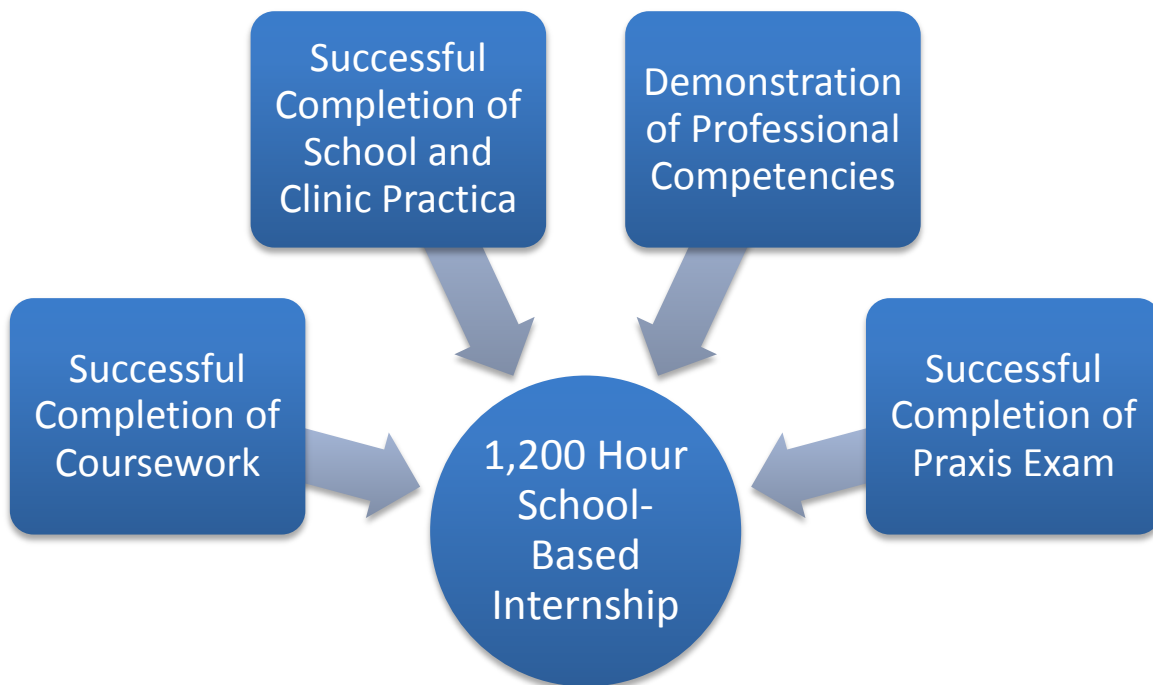 Successful
Completion of
School and
Clinic Practica
Demonstration
of Professional
Competencies
Successful
Completion of
Coursework
1,200 Hour
School-
Based
Internship
Successful
Completion of
Praxis Exam